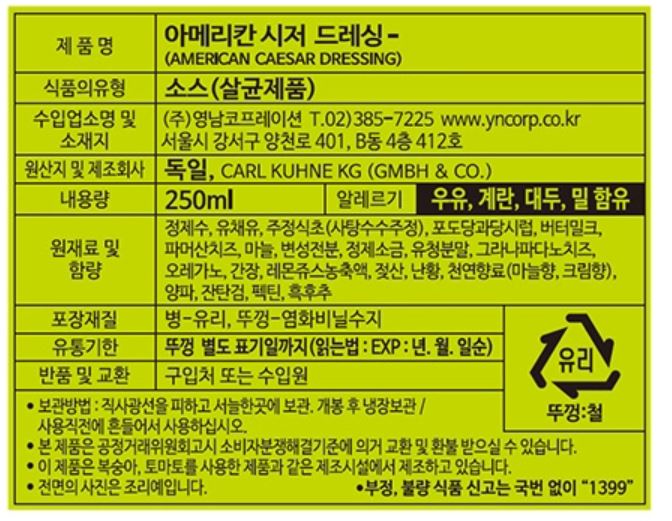 제 품 명 아메리칸 시저 드레싱-
(AMERICAN CAESAR DRESSING)
식품의유형 소스(살균제품)
수입업소명 및 소재지 (주)영남코프레이션 T.02)385-7225 www.yncorp.co.kr
서울시 강서구 양천로 401, B동 4층 412호
원산지 및 제조회사 독일, CARL KUHNE KG (GMBH & CO.)
내용량 250ml 알레르기 우유, 계란, 대두, 밀 함유
원재료 및 함량 정제수, 유채유, 주정식초(사탕수수주정), 포도당과당시럽, 버터밀크,
파머산치즈, 마늘, 변성전분, 정제소금, 유청분말, 그라나파다노치즈,
오레가노, 간장, 레몬쥬스농축액, 젖산, 난황, 천연향료(마늘향, 크림향),
양파, 잔탄검, 펙틴, 흑후추
포장재질 병-유리, 뚜껑-염화비닐수지
유통기한 뚜껑 별도 표기일까지(읽는법 : EXP : 년. 월. 일순)
반품 및 교환 구입처 또는 수입원
유리
뚜껑:철
• 보관방법 : 직사광선을 피하고 서늘한곳에 보관. 개봉 후 냉장보관 /
사용직전에 흔들어서 사용하십시오.
• 본 제품은 공정거래위원회고시 소비자분쟁해결기준에 의거 교환 및 환불 받으실 수 있습니다.
• 이 제품은 복숭아, 토마토를 사용한 제품과 같은 제조시설에서 제조하고 있습니다.
• 전면의 사진은 조리예입니다. •부정, 불량 식품 신고는 국번 없이 “1399”